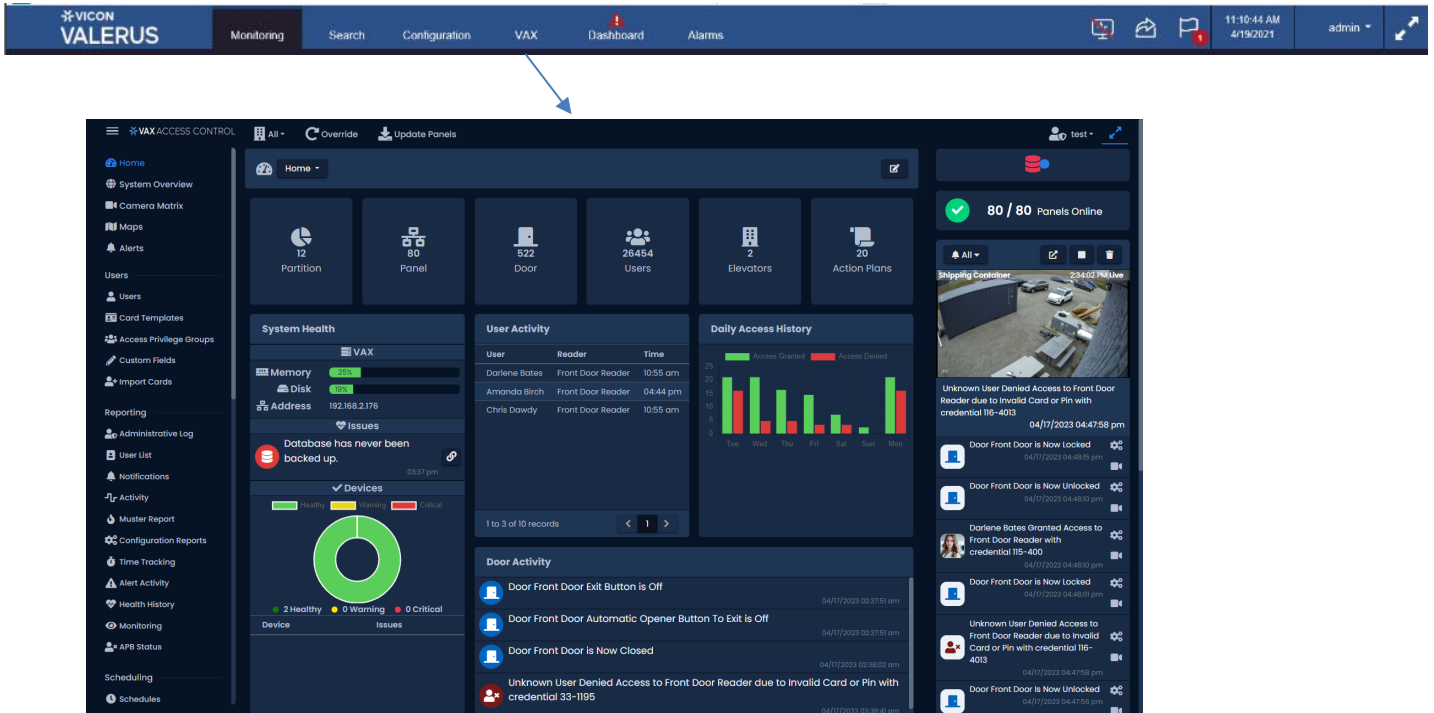 VICON
VALERUS
Monitoring
Search
Configuration
VAX
Dashboard
Alarms
1
11:10:44 AM
4/19/2021
admin
VAX ACCESS CONTROL
All
Override
Update Panels
test
Home
System Overview
Camera Matrix
Maps
Alerts
Users
Users
Card Templates
Access Privilege Groups
Custom Fields
Import Cards
Reporting
Administrative Log
User List
Notifications
Activity
Muster Report
Configuration Reports
Time Tracking
Alert Activity
Health History
Monitoring
APB Status
Scheduling
Schedules
Home
12
Partition
80
Panel
522
Door
26454
Users
2
Elevators
20
Action Plans
System Health
VAX
Memory 25%
Disk 19%
Address 192.168.2.176
Issues
Database has never been
backed up.
03:37 pm
Devices
Healthy Warning Critical
2 Healthy 0 Warning 0 Critical
Device Issues
User Activity
User Reader Time
Darlene Bates Front Door Reader 10:55 am
Amanda Birch Front Door Reader 04:44 pm
Chris Dawdy Front Door Reader 10:55 am
1 to 3 of 10 records
1
Daily Access History
Access Granted Access Denied
25
20
15
10
5
0
Tue Wed Thu Fri Sat Sun Mon
Door Activity
Door Front Door Exit Button is Off
04/17/2023 02:37:51 am
Door Front Door Automatic Opener Button To Exit is Off
04/17/2023 02:37:51 am
Door Front Door is Now Closed
04/17/2023 02:38:02 am
Unknown User Denied Access to Front Door Reader due to Invalid Card or Pin with
credential 33-1195
04/17/2023 03:38:41 am
80 / 80 Panels Online
All
Shipping Container 2:34:02 PM Live
Unknown User Denied Access to Front Door
Reader due to Invalid Card or Pin with
credential 116-4013
04/17/2023 04:47:58 pm
Door Front Door is Now Locked
04/17/2023 04:48:15 pm
Door Front Door Is Now Unlocked
04/17/2023 04:48:10 pm
Darlene Bates Granted Access to
Front Door Reader with
credential 115-400
04/17/2023 04:48:10 pm
Door Front Door is Now Locked
04/17/2023 04:48:01 pm
Unknown User Denied Access to
Front Door Reader due to Invalid
Card or Pin with credential 116-
4013
04/17/2023 04:47:58 pm
Door Front Door Is Now Unlocked
04/17/2023 04:47:56 pm